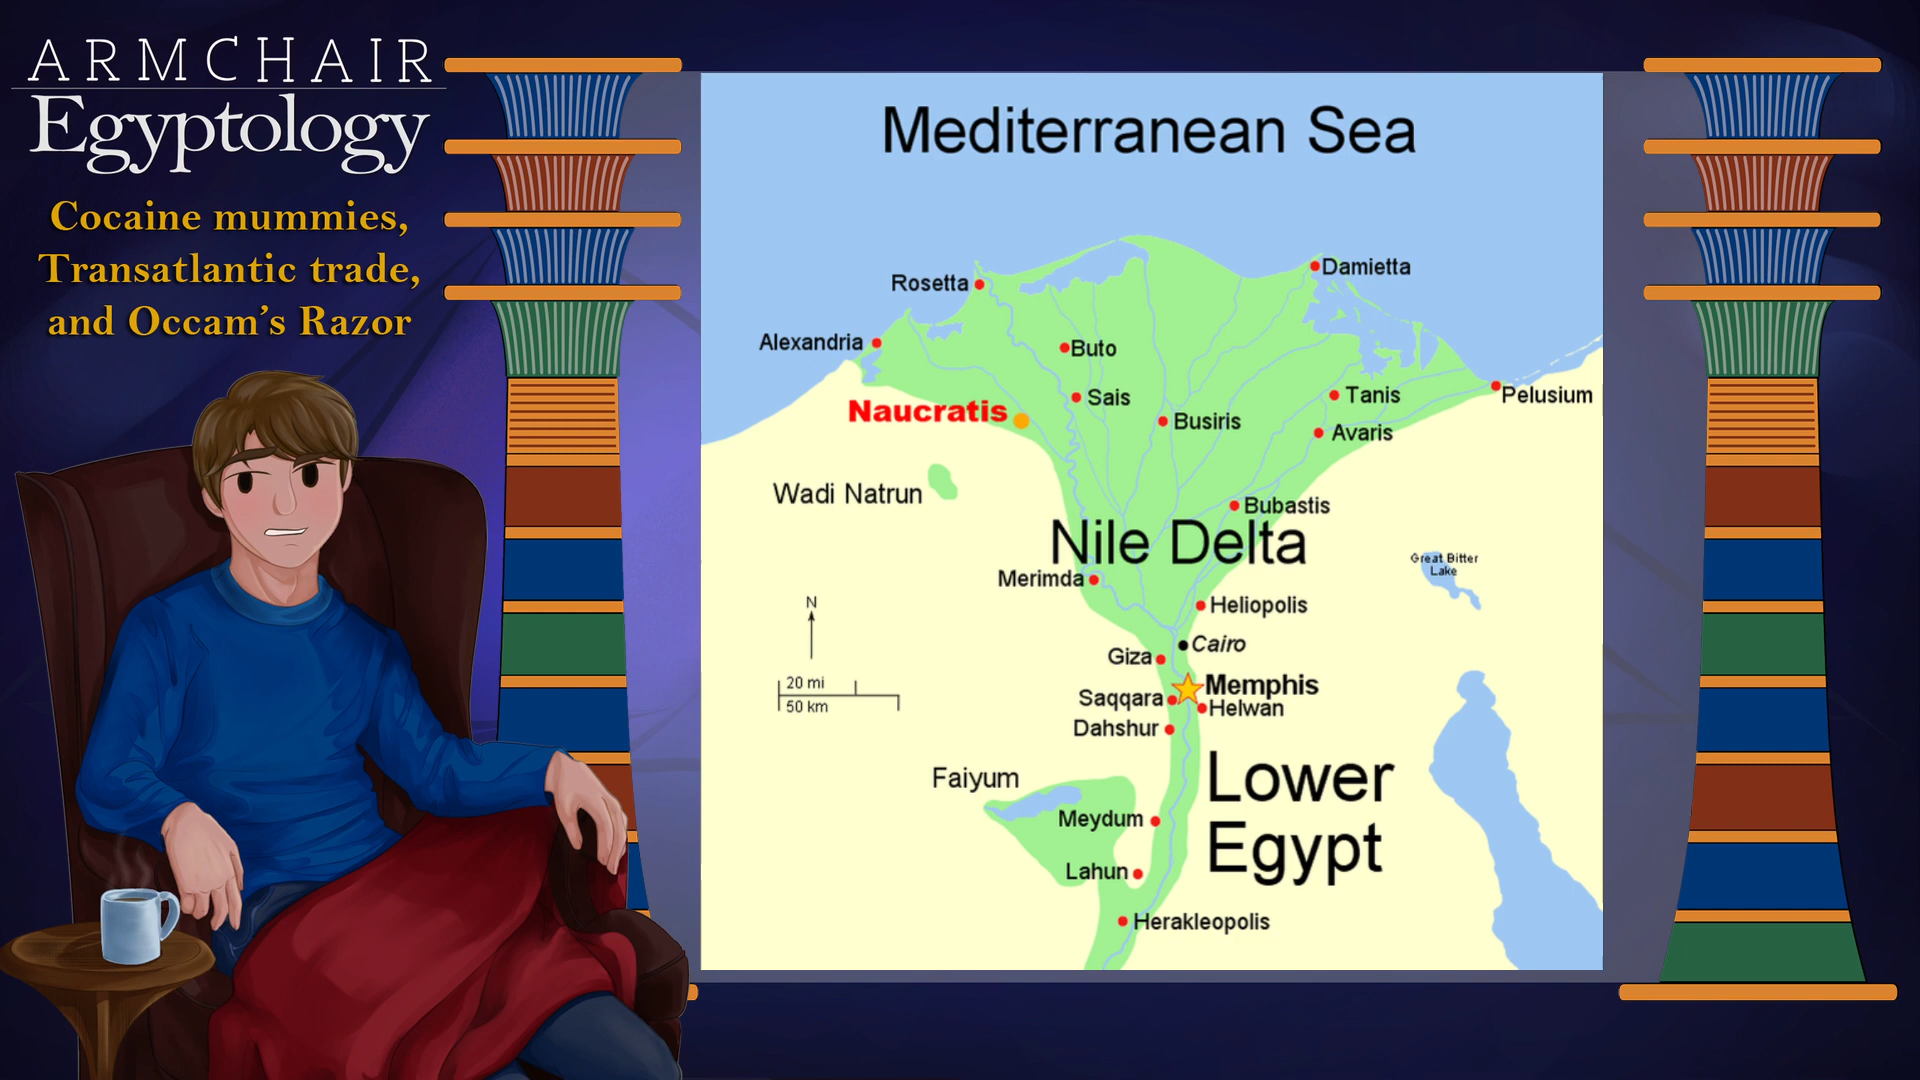 ARMCHAIR
Egyptology
Cocaine mummies,
Transatlantic trade,
and Occam's Razor
Mediterranean Sea
Rosetta
Damietta
Alexandria
Buto
Sais
Tanis
Pelusium
Naucratis
Busiris
Avaris
Wadi Natrun
Bubastis
Nile Delta
Great Bitter
Lake
Merimda
N
Heliopolis
Cairo
Giza
20 mi
50 km
Memphis
Saqqara
Helwan
Dahshur
Faiyum
Lower
Egypt
Meydum
Lahun
Herakleopolis